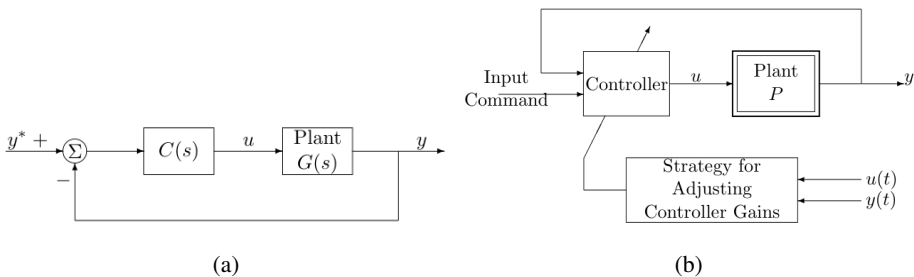 y* +
Σ
−
C(s)
u
Plant
G(s)
y
(a)
Input
Command
Controller
u
Plant
P
y
Strategy for
Adjusting
Controller Gains
u(t)
y(t)
(b)